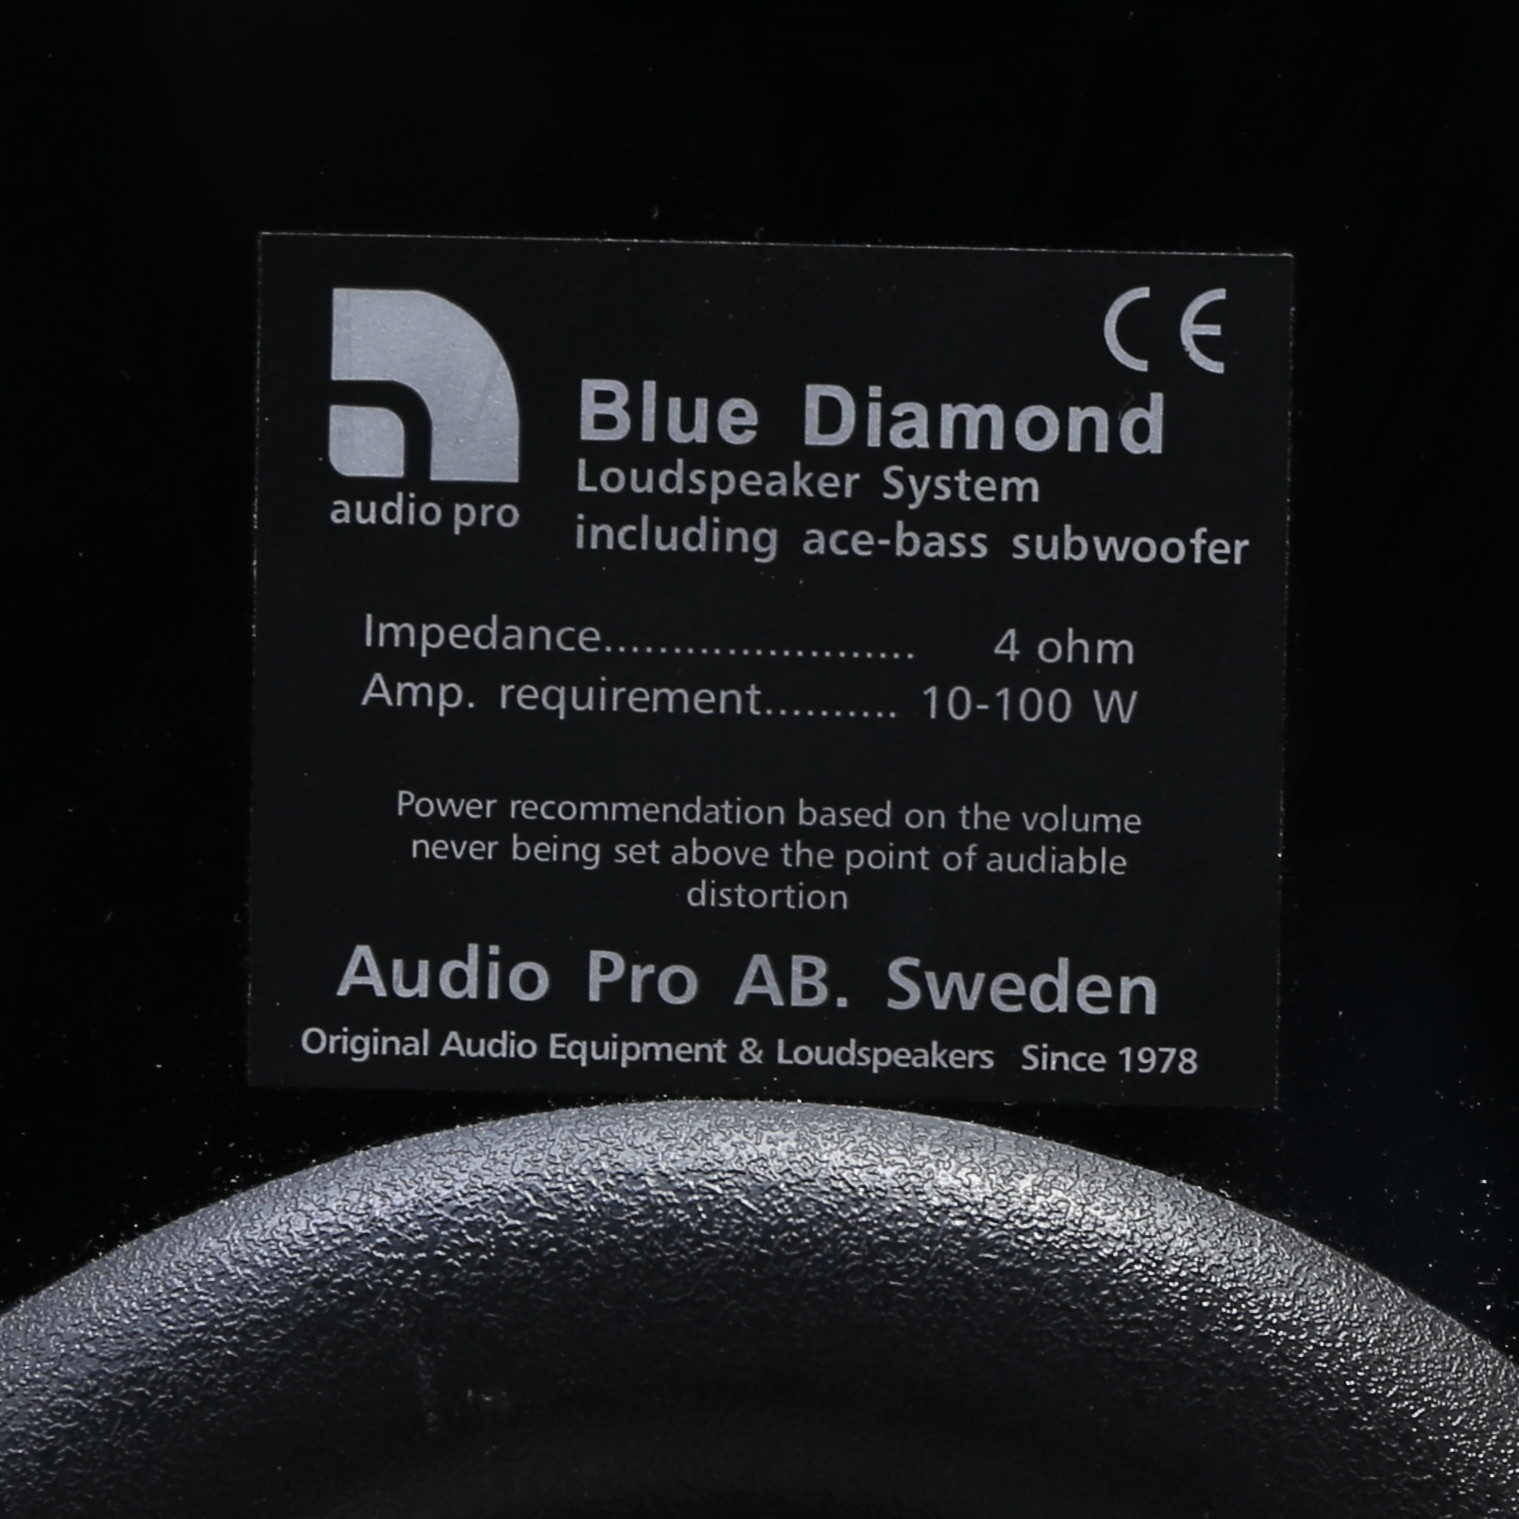 CE
audio pro
Blue Diamond
Loudspeaker System
including ace-bass subwoofer
Impedance....................... 4 ohm
Amp. requirement.......... 10-100 W
Power recommendation based on the volume
never being set above the point of audiable
distortion
Audio Pro AB. Sweden
Original Audio Equipment & Loudspeakers Since 1978